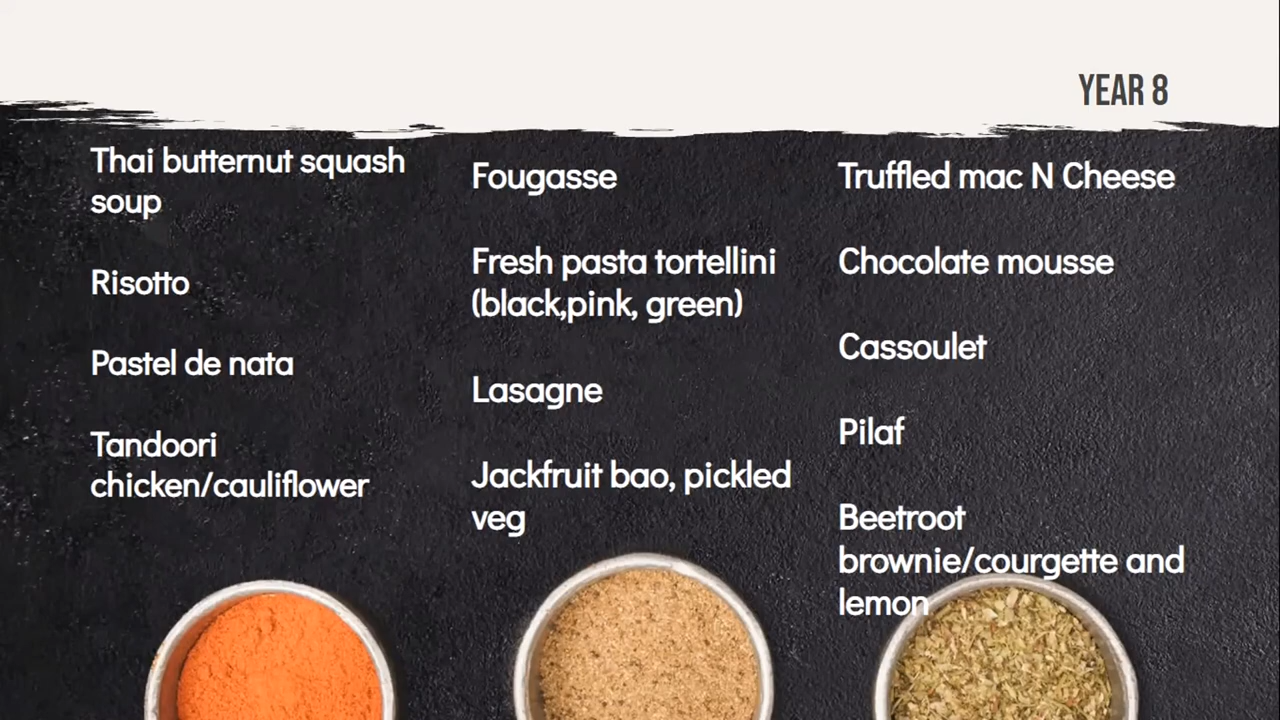 YEAR 8
Thai butternut squash
soup
Risotto
Pastel de nata
Tandoori
chicken/cauliflower
Fougasse
Fresh pasta tortellini
(black,pink, green)
Lasagne
Jackfruit bao, pickled
veg
Truffled mac N Cheese
Chocolate mousse
Cassoulet
Pilaf
Beetroot
brownie/courgette and
lemon